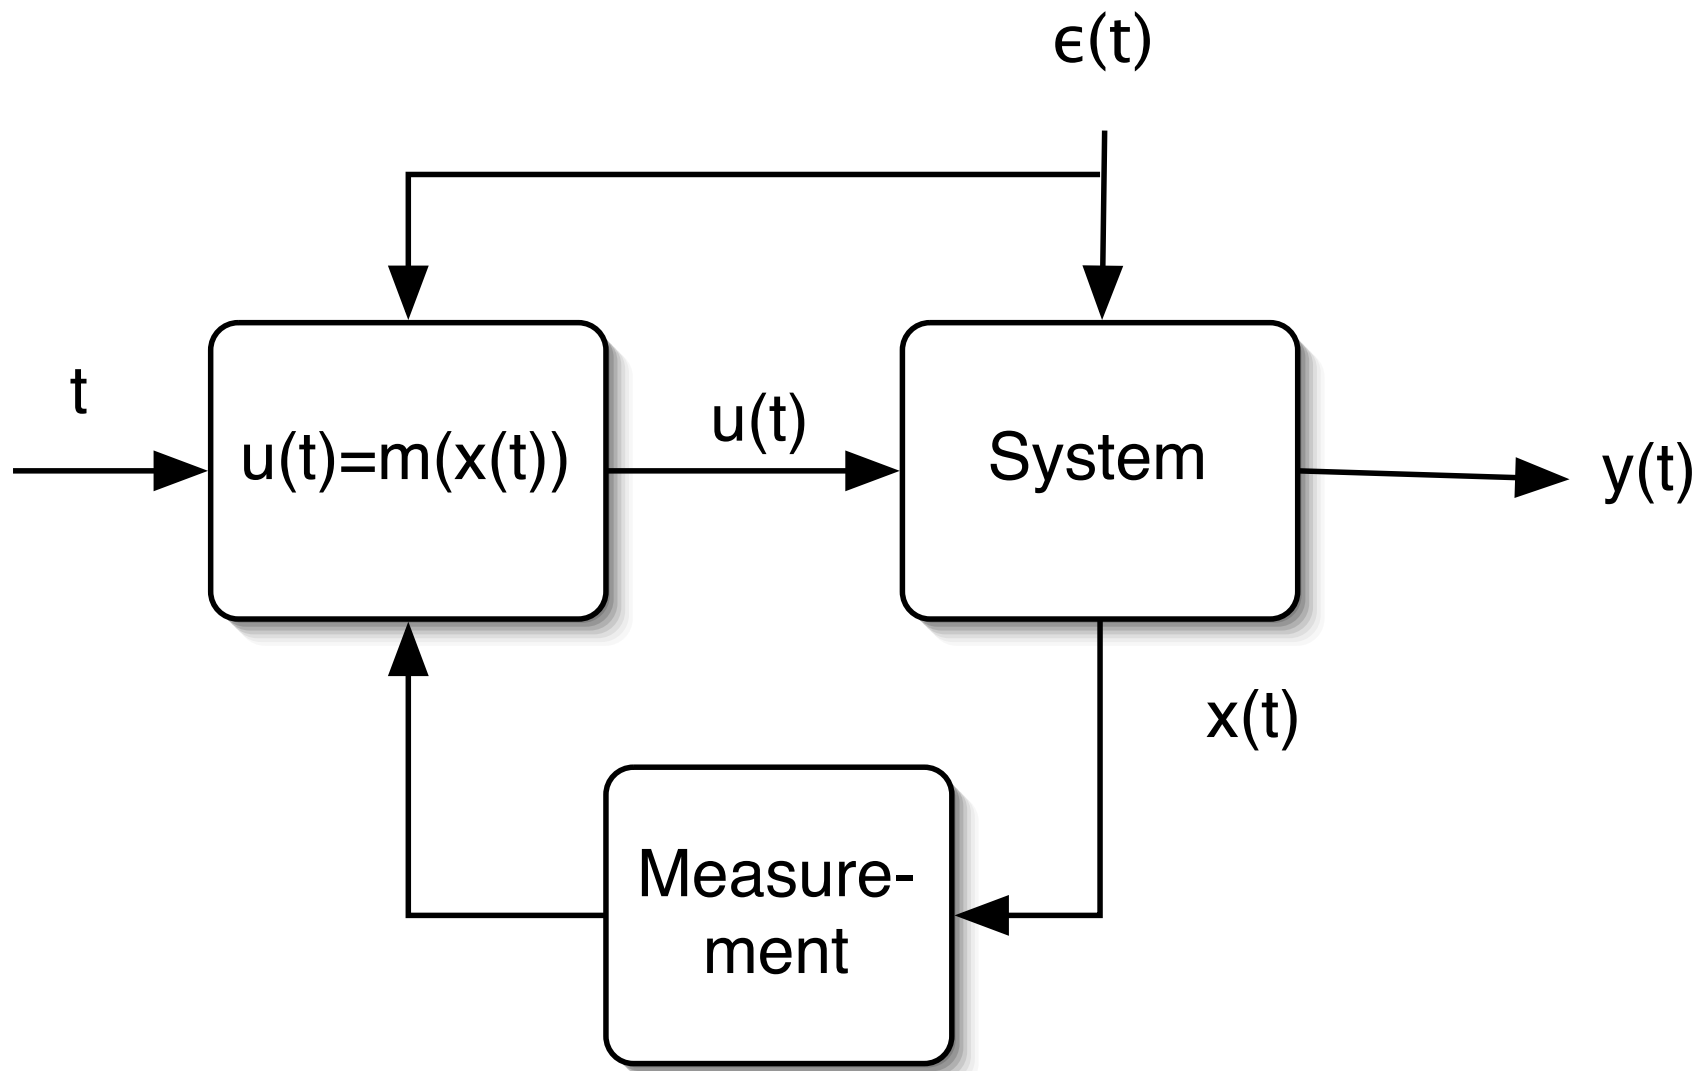 ϵ(t)
t
u(t)=m(x(t))
u(t)
System
y(t)
x(t)
Measure-
ment